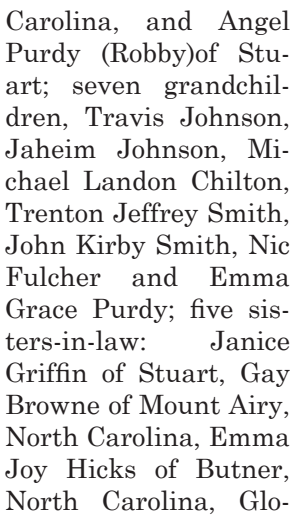 Carolina, and Angel
Purdy (Robby)of Stu-
art; seven grandchil-
dren, Travis Johnson,
Jaheim Johnson, Mi-
chael Landon Chilton,
Trenton Jeffrey Smith,
John Kirby Smith, Nic
Fulcher and Emma
Grace Purdy; five sis-
ters-in-law: Janice
Griffin of Stuart, Gay
Browne of Mount Airy,
North Carolina, Emma
Joy Hicks of Butner,
North Carolina, Glo-